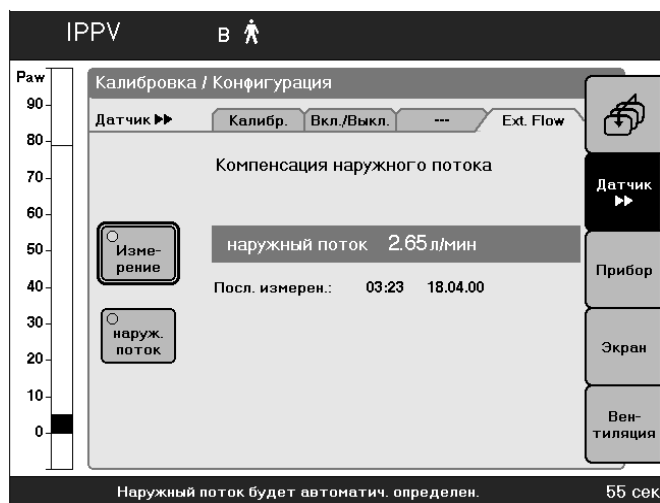 IPPV В
Paw
90
80
70
60
50
40
30
20
10
0
Калибровка / Конфигурация
Датчик
Калибр.
Вкл./Выкл.
---
Ext. Flow
Компенсация наружного потока
Изме-
рение
наружный поток 2.65 л/мин
Посл. измерен.: 03:23 18.04.00
наруж.
поток
Датчик
Прибор
Экран
Вен-
тиляция
Наружный поток будет автоматич. определен.
55 сек